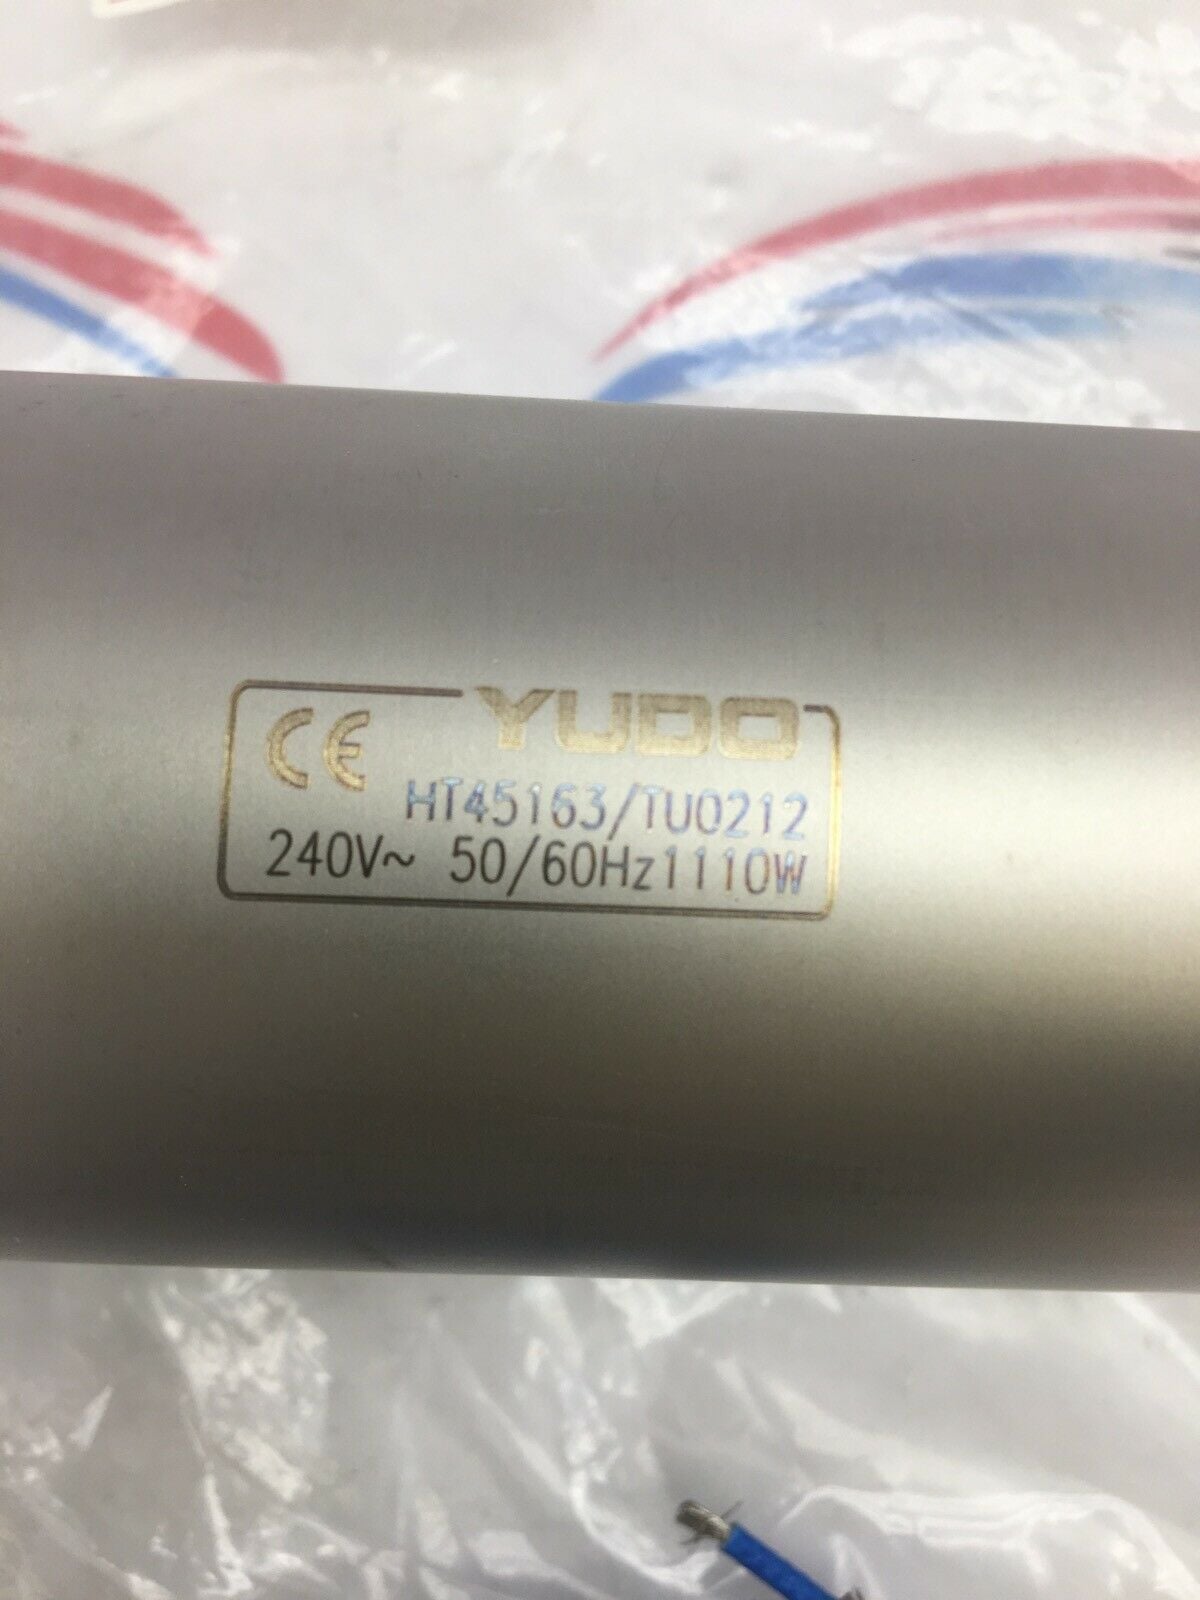 CE YUDO
HT45163/TU0212
240V~ 50/60Hz1110W